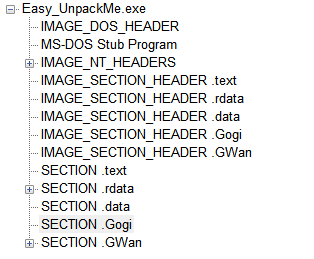 Easy_UnpackMe.exe
IMAGE_DOS_HEADER
MS-DOS Stub Program
IMAGE_NT_HEADERS
IMAGE_SECTION_HEADER .text
IMAGE_SECTION_HEADER .rdata
IMAGE_SECTION_HEADER .data
IMAGE_SECTION_HEADER .Gogi
IMAGE_SECTION_HEADER .GWan
SECTION .text
SECTION .rdata
SECTION .data
SECTION .Gogi
SECTION .GWan